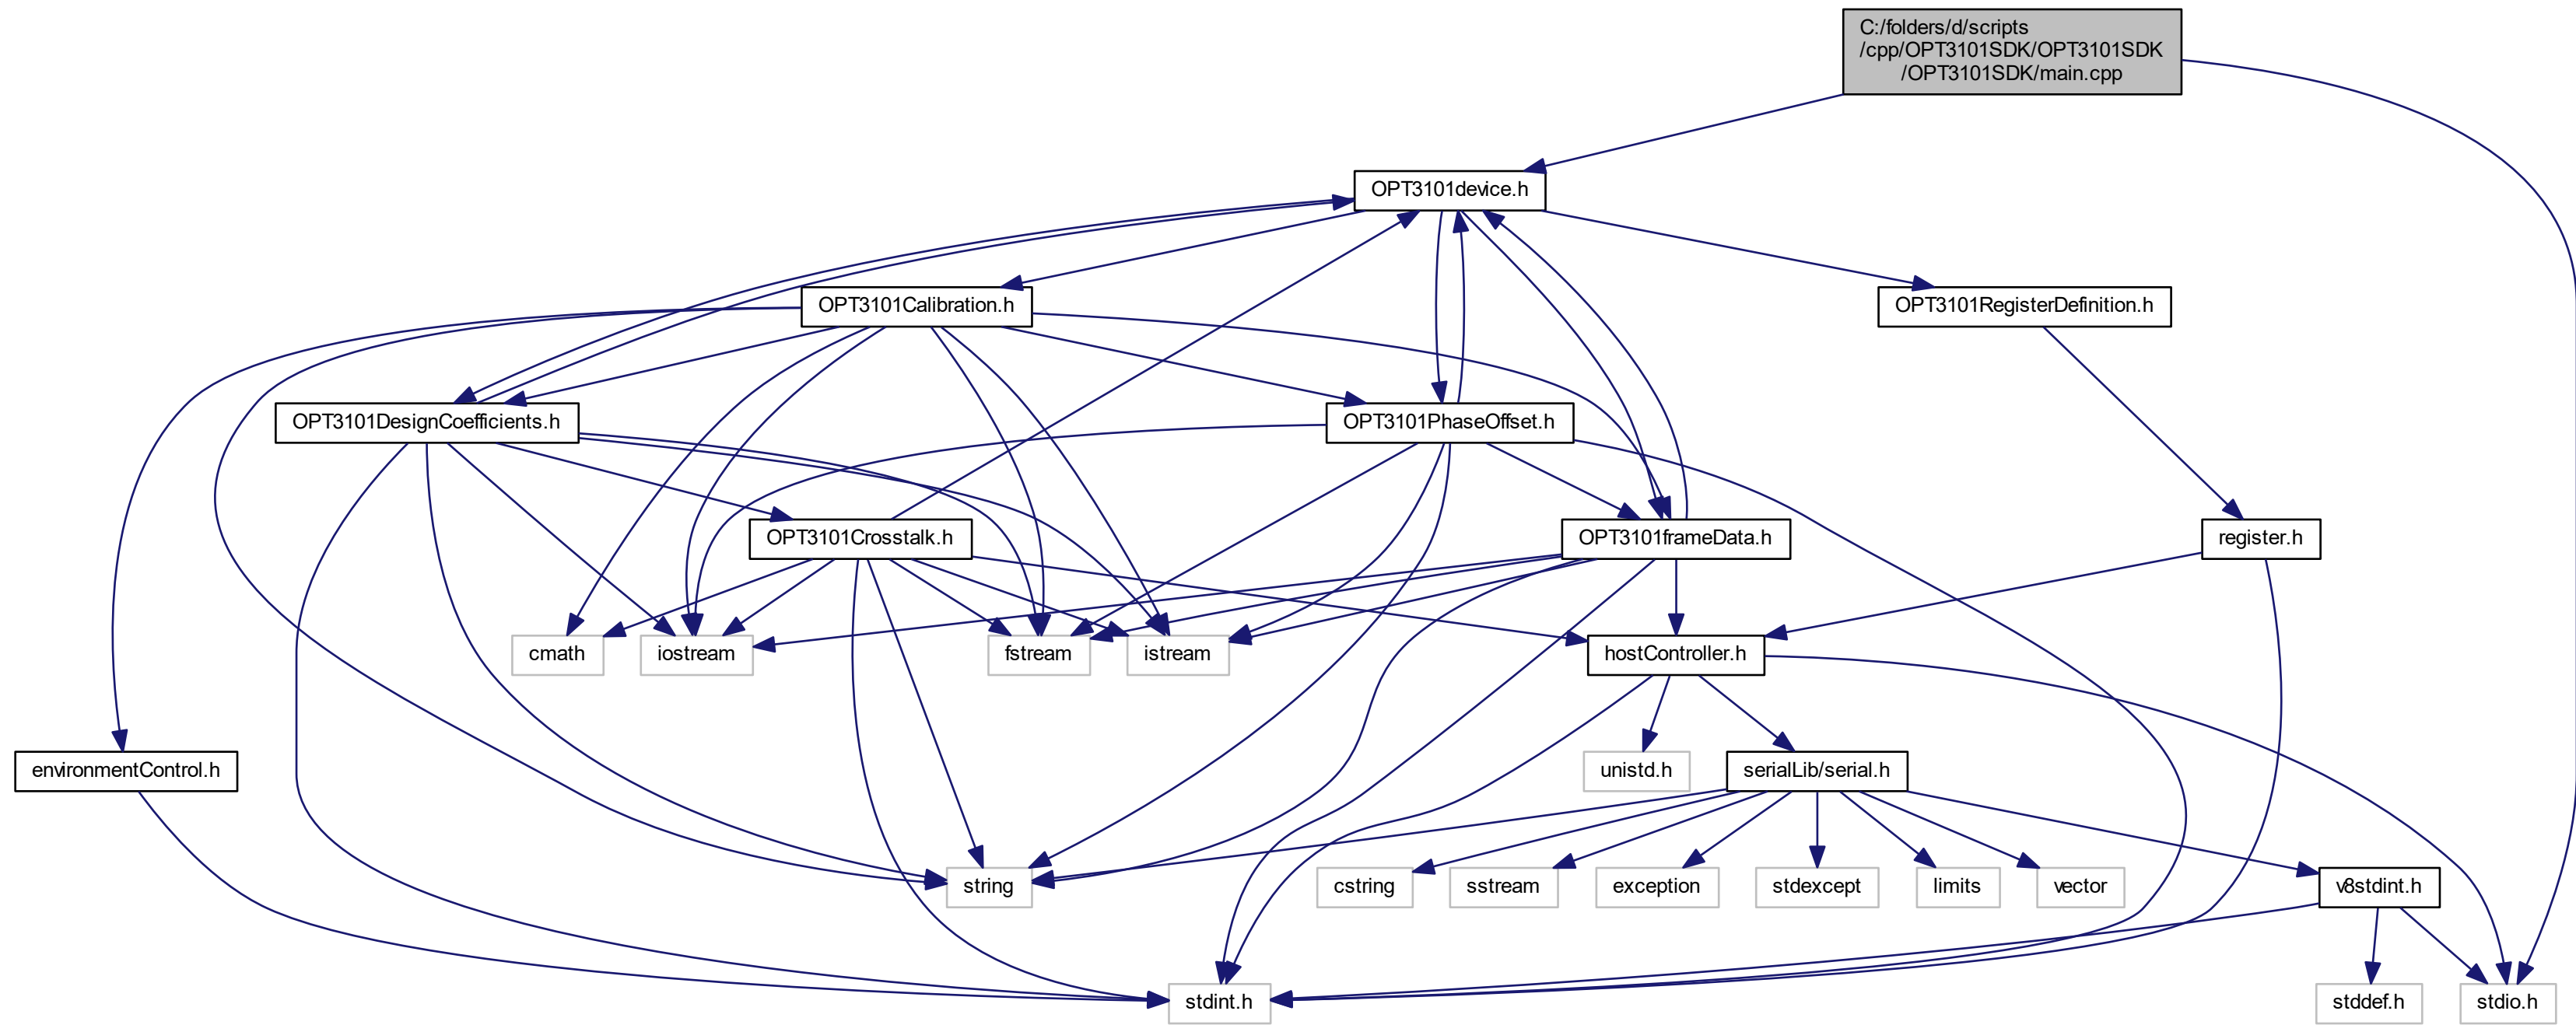 C:/folders/d/scripts
/cpp/OPT3101SDK/OPT3101SDK
/OPT3101SDK/main.cpp
OPT3101device.h
OPT3101Calibration.h
OPT3101RegisterDefinition.h
OPT3101DesignCoefficients.h
OPT3101PhaseOffset.h
OPT3101Crosstalk.h
OPT3101frameData.h
register.h
cmath
iostream
fstream
istream
hostController.h
environmentControl.h
unistd.h
serialLib/serial.h
string
cstring
sstream
exception
stdexcept
limits
vector
v8stdint.h
stdint.h
stddef.h
stdio.h